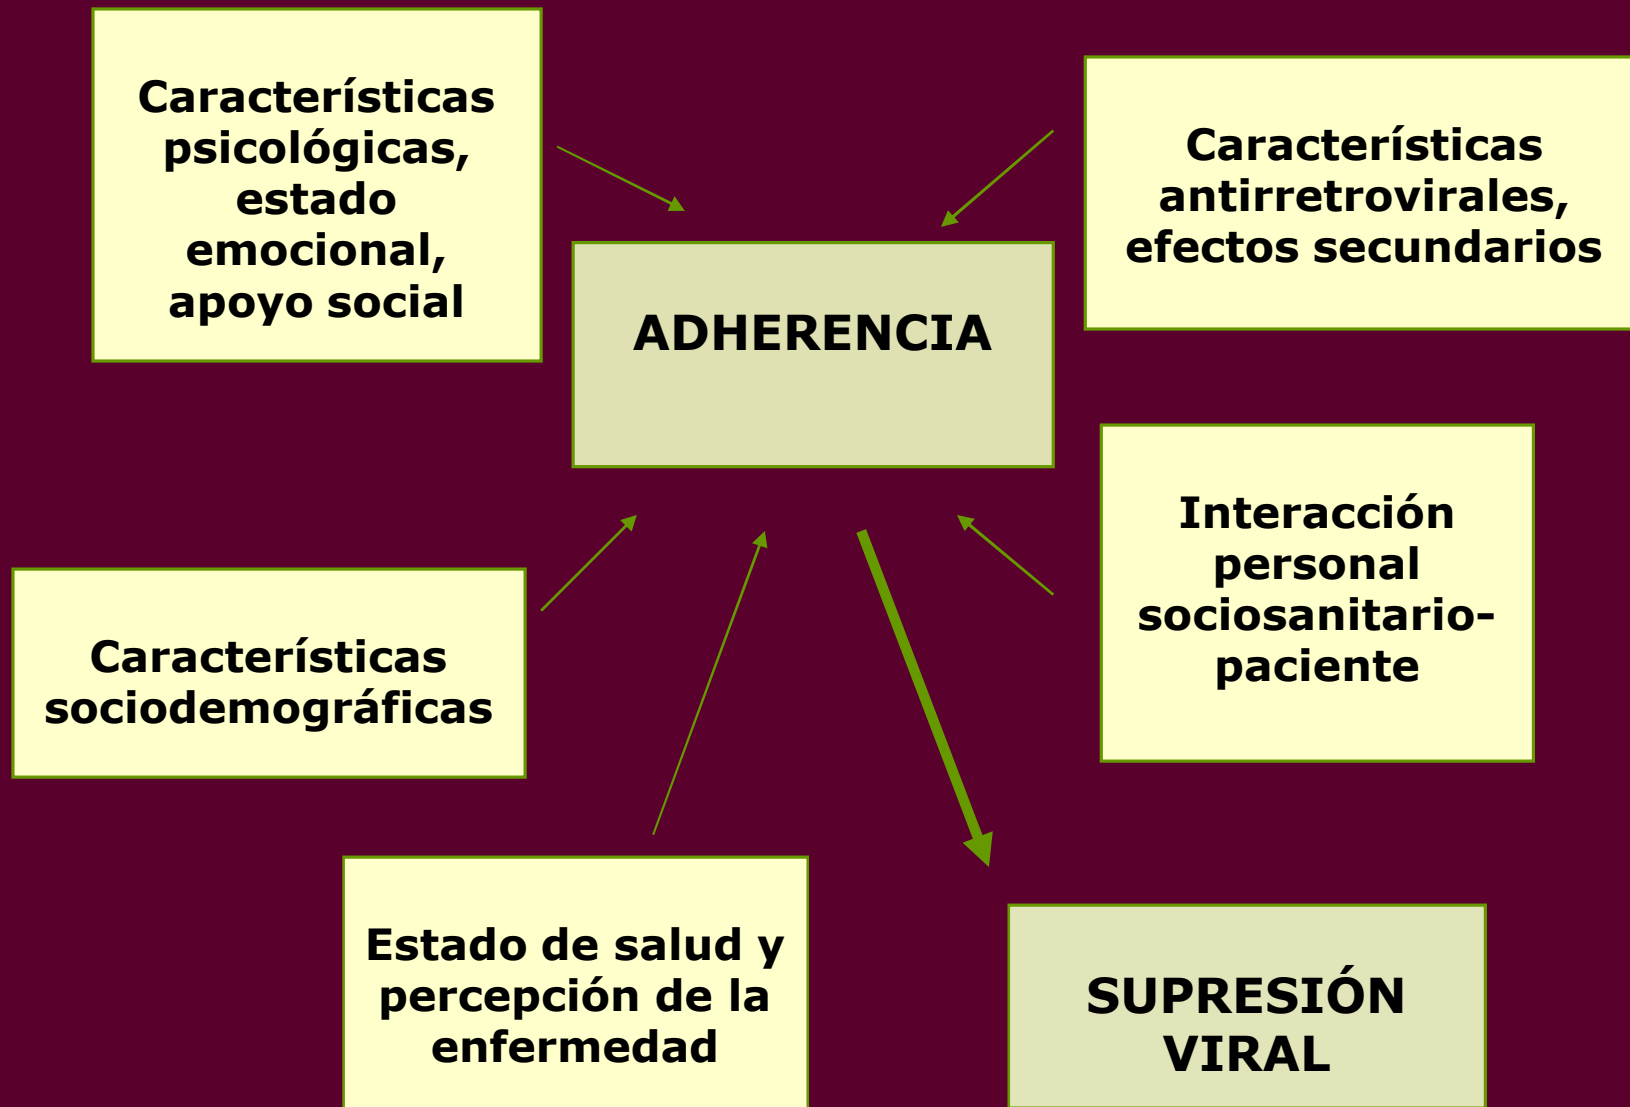 Características
psicológicas,
estado
emocional,
apoyo social
Características
antirretrovirales,
efectos secundarios
ADHERENCIA
Interacción
personal
sociosanitario-
paciente
Características
sociodemográficas
Estado de salud y
percepción de la
enfermedad
SUPRESIÓN
VIRAL